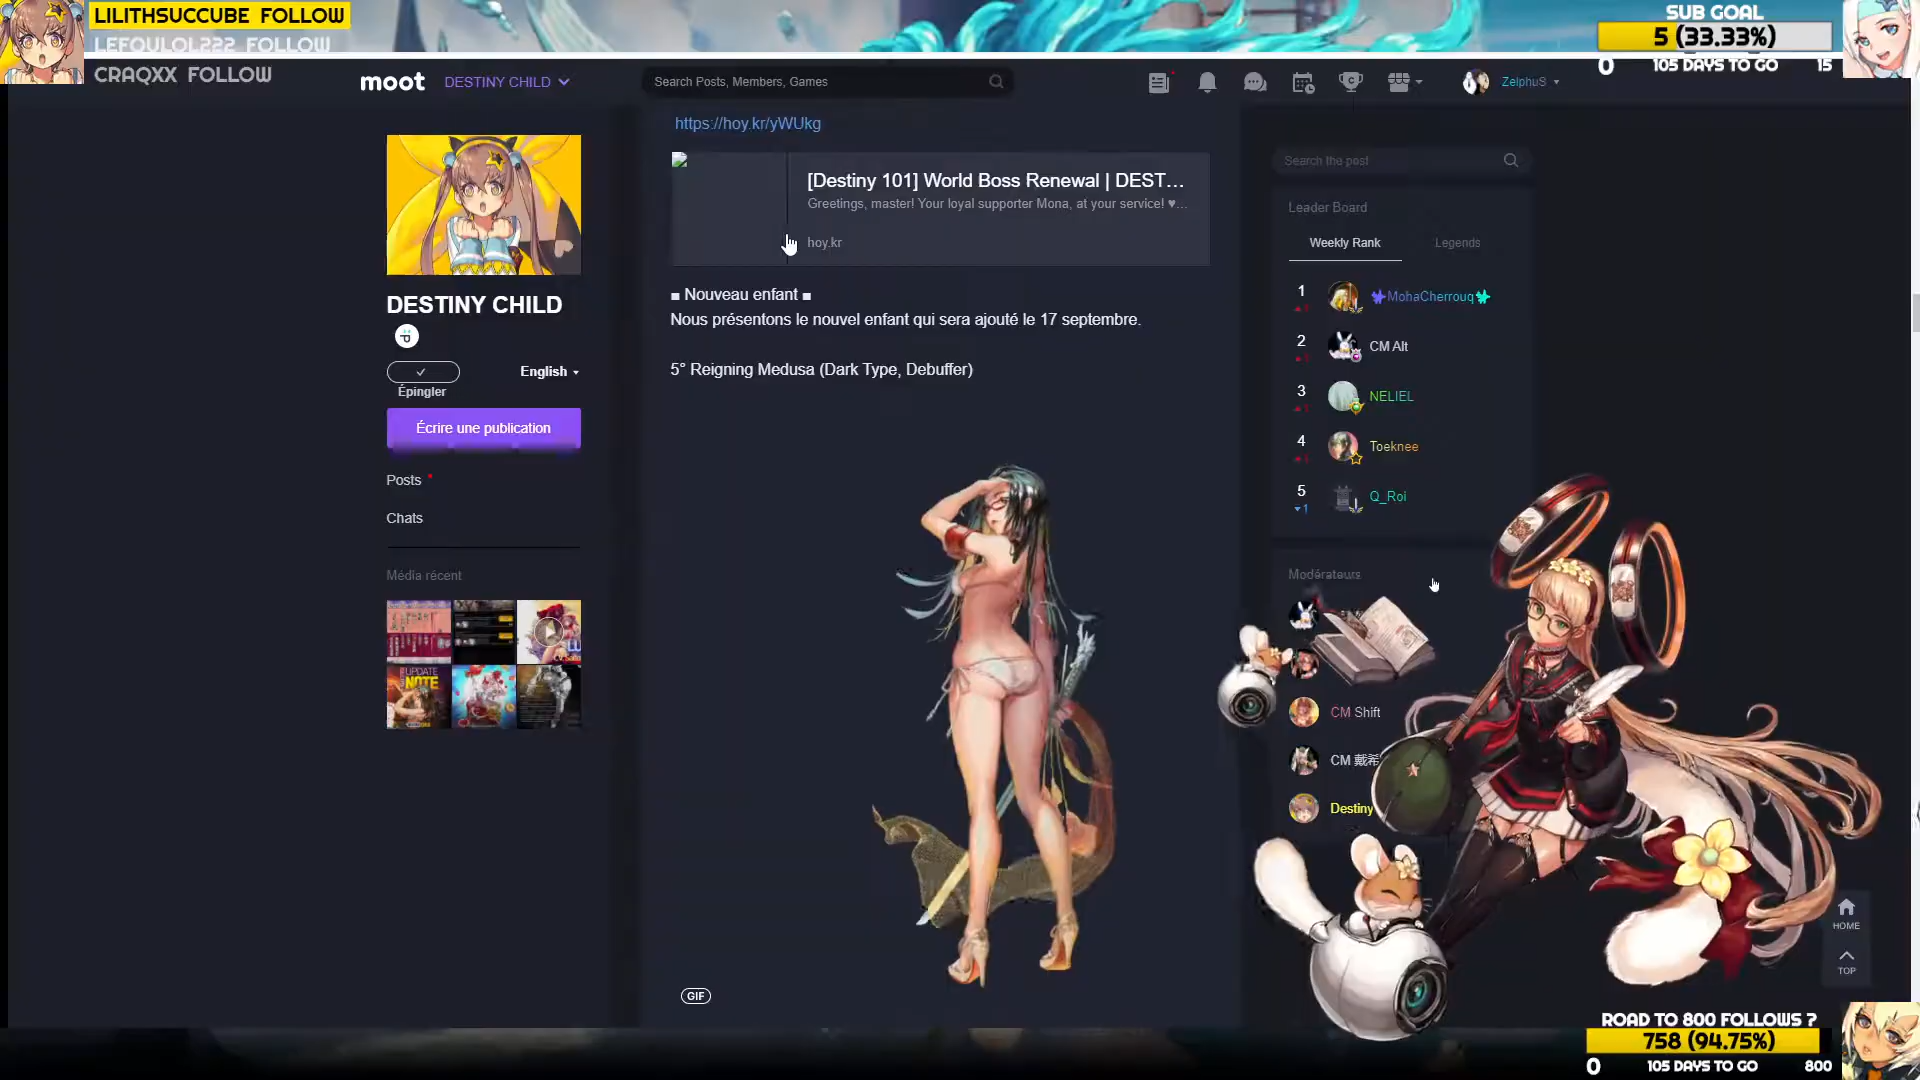 LILITHSUCCUBE FOLLOW
LEFOULOL222 FOLLOW
CRAQXX FOLLOW
SUB GOAL
5 (33.33%)
0 105 DAYS TO GO 15
moot DESTINY CHILD
Search Posts, Members, Games
ZelphuS
DESTINY CHILD
Épingler
English
Écrire une publication
Posts
Chats
Média récent
UPDATE
NOTE
https://hoy.kr/yWUkg
[Destiny 101] World Boss Renewal | DEST...
Greetings, master! Your loyal supporter Mona, at your service! ♥...
hoy.kr
■ Nouveau enfant ■
Nous présentons le nouvel enfant qui sera ajouté le 17 septembre.
5° Reigning Medusa (Dark Type, Debuffer)
GIF
Search the post
Leader Board
Weekly Rank Legends
1 MohaCherrouq
2 CM Alt
3 NELIEL
4 Toeknee
5 Q_Roi
1
Modérateurs
CM Shift
CM 戴希
Destiny
HOME
TOP
ROAD TO 800 FOLLOWS ?
758 (94.75%)
0 105 DAYS TO GO 800